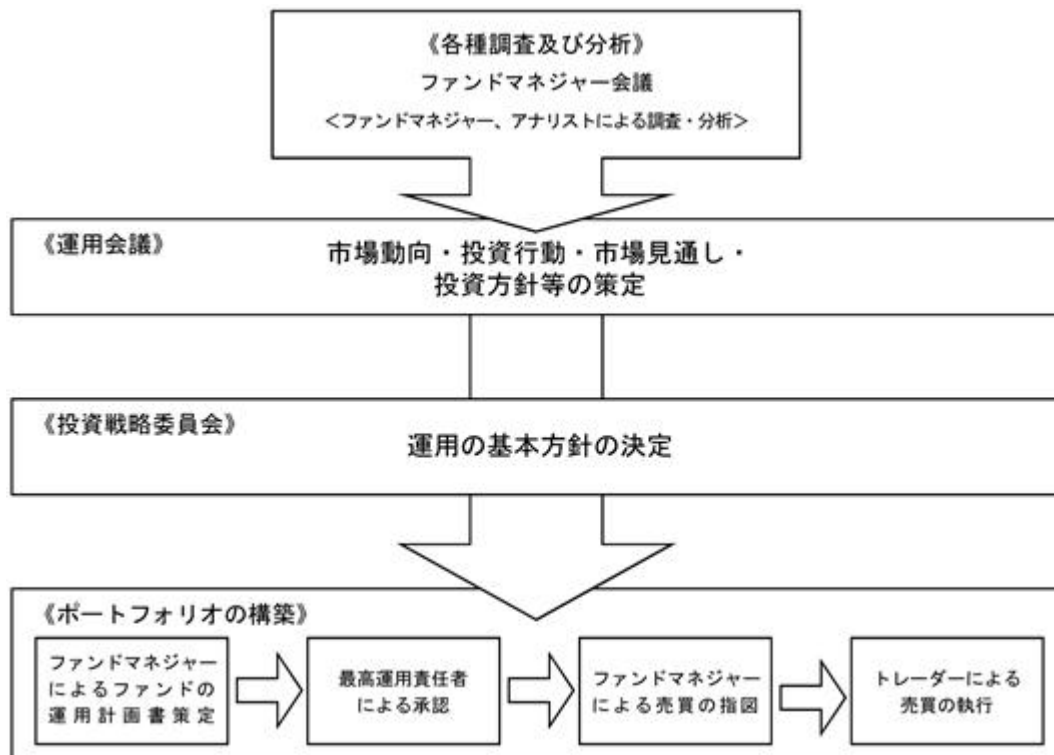 《各種調査及び分析》
ファンドマネジャー会議
＜ファンドマネジャー、アナリストによる調査・分析＞
《運用会議》
市場動向・投資行動・市場見通し・
投資方針等の策定
《投資戦略委員会》
運用の基本方針の決定
《ポートフォリオの構築》
ファンドマネジャー
によるファンドの
運用計画書策定
最高運用責任者
による承認
ファンドマネジャー
による売買の指図
トレーダーによる
売買の執行